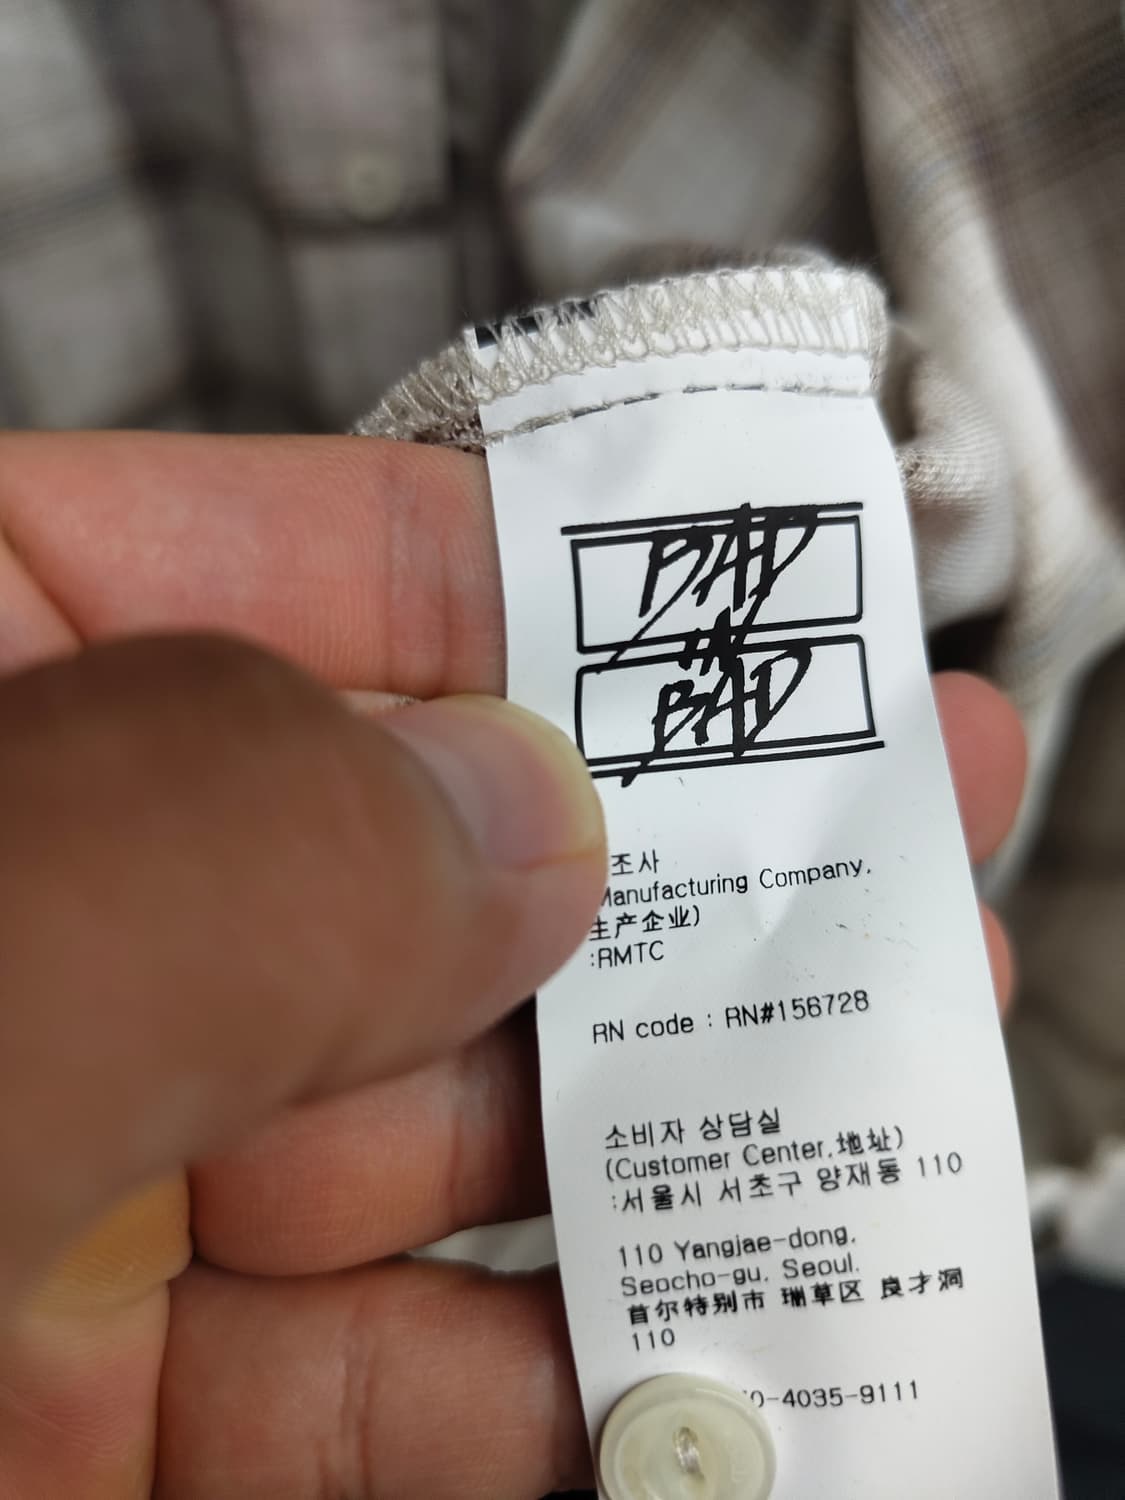 BAD
IN
BAD
조사
Manufacturing Company,
生产企业)
:RMTC
RN code : RN#156728
소비자 상담실
(Customer Center,地址)
:서울시 서초구 양재동 110
110 Yangjae-dong,
Seocho-gu, Seoul.
首尔特别市 瑞草区 良才洞
110
0-4035-9111